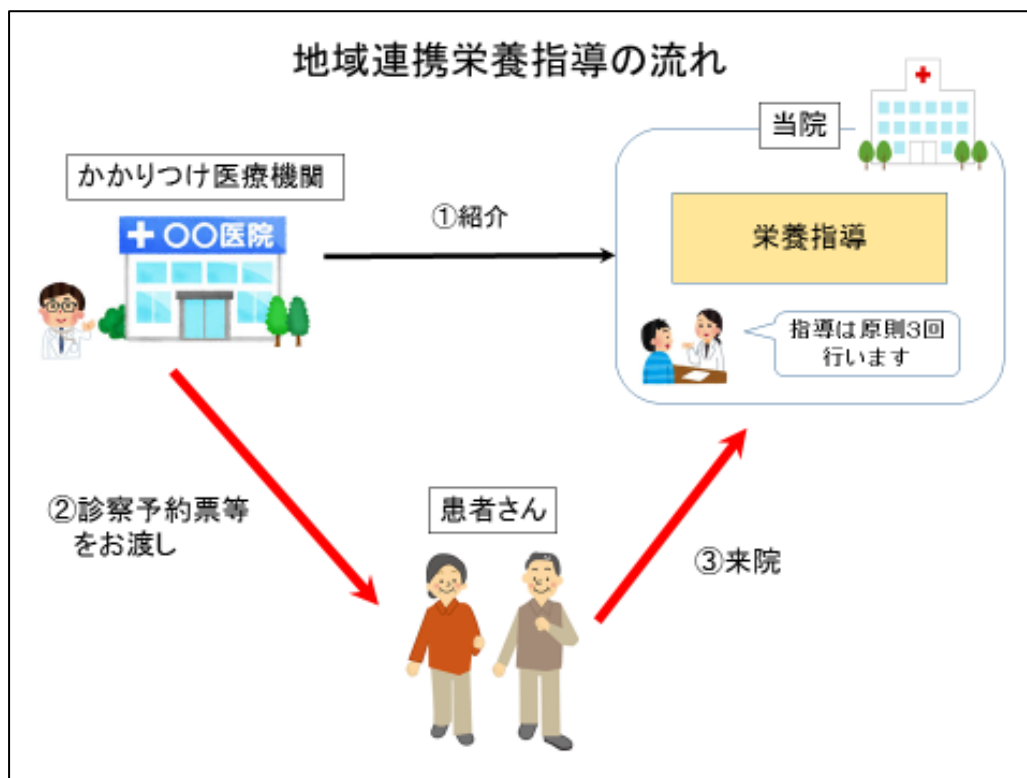 地域連携栄養指導の流れ
当院
かかりつけ医療機関
〇〇医院
①紹介
栄養指導
指導は原則3回
行います
②診察予約票等
をお渡し
患者さん
③来院